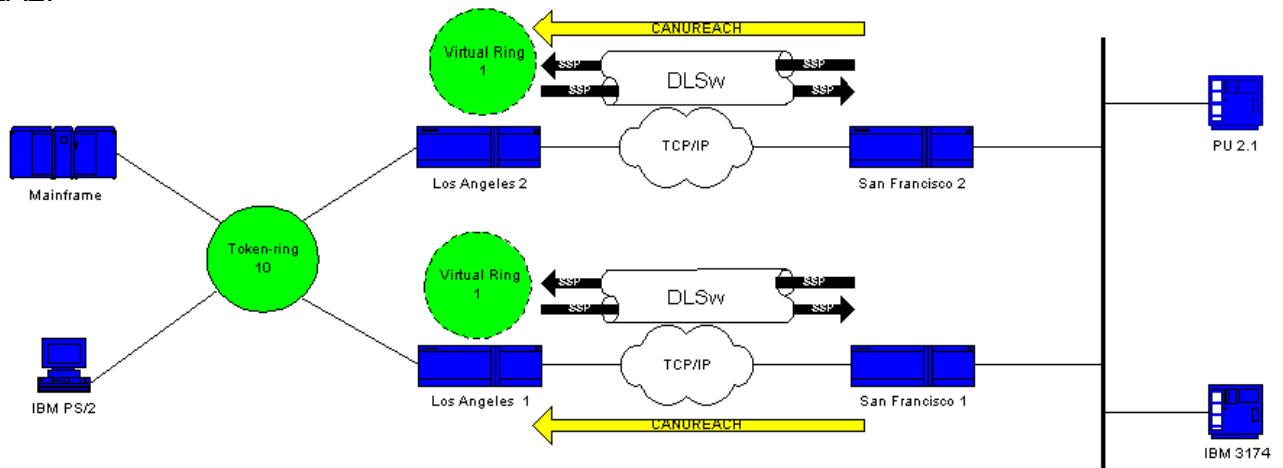 CANUREACH
Virtual Ring
1
SSP
SSP
DLSw
SSP
SSP
Mainframe
Los Angeles 2
TCP/IP
San Francisco 2
PU 2.1
Token-ring
10
Virtual Ring
1
SSP
SSP
DLSw
SSP
SSP
IBM PS/2
Los Angeles 1
TCP/IP
San Francisco 1
CANUREACH
IBM 3174